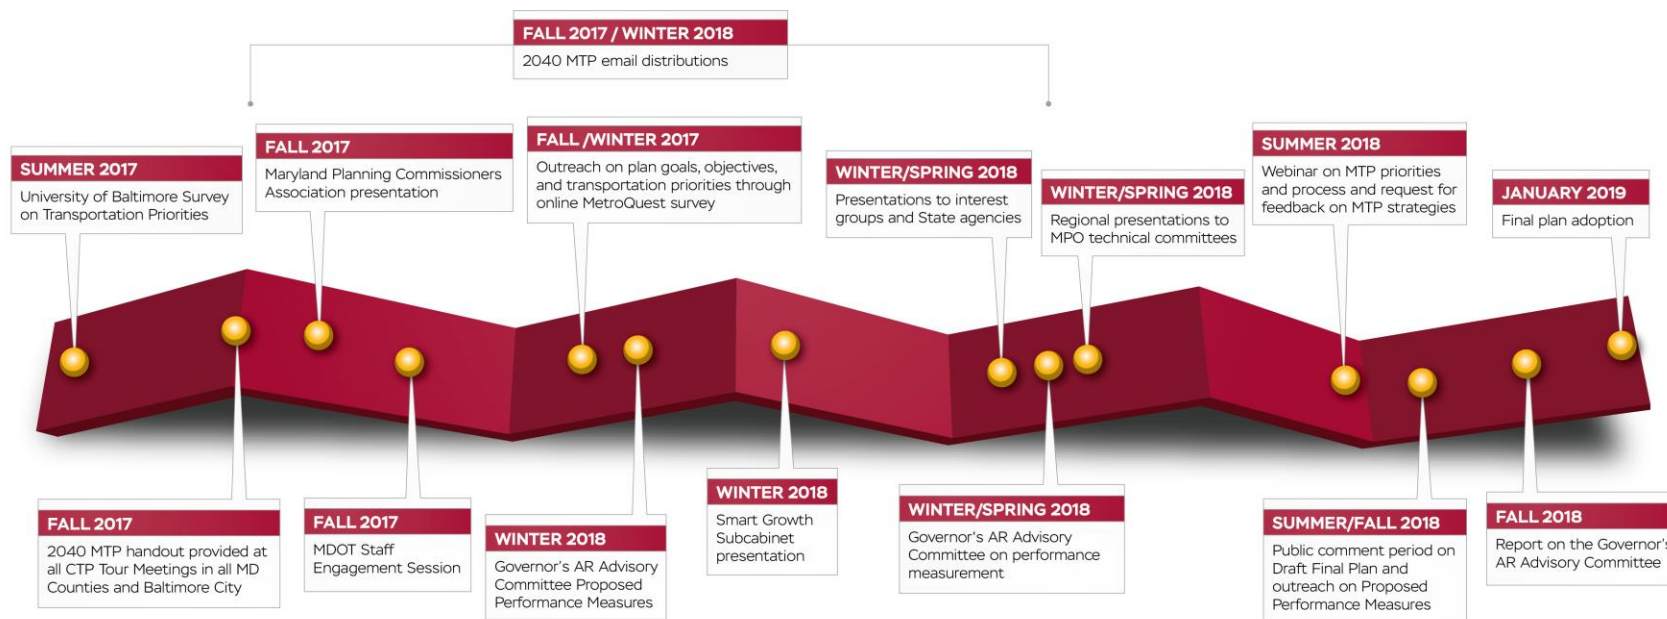 FALL 2017 / WINTER 2018
2040 MTP email distributions
SUMMER 2017
University of Baltimore Survey
on Transportation Priorities
FALL 2017
Maryland Planning Commissioners
Association presentation
FALL /WINTER 2017
Outreach on plan goals, objectives,
and transportation priorities through
online MetroQuest survey
WINTER/SPRING 2018
Presentations to interest
groups and State agencies
WINTER/SPRING 2018
Regional presentations to
MPO technical committees
SUMMER 2018
Webinar on MTP priorities
and process and request for
feedback on MTP strategies
JANUARY 2019
Final plan adoption
FALL 2017
2040 MTP handout provided at
all CTP Tour Meetings in all MD
Counties and Baltimore City
FALL 2017
MDOT Staff
Engagement Session
WINTER 2018
Governor's AR Advisory
Committee Proposed
Performance Measures
WINTER 2018
Smart Growth
Subcabinet
presentation
WINTER/SPRING 2018
Governor's AR Advisory
Committee on performance
measurement
SUMMER/FALL 2018
Public comment period on
Draft Final Plan and
outreach on Proposed
Performance Measures
FALL 2018
Report on the Governor's
AR Advisory Committee